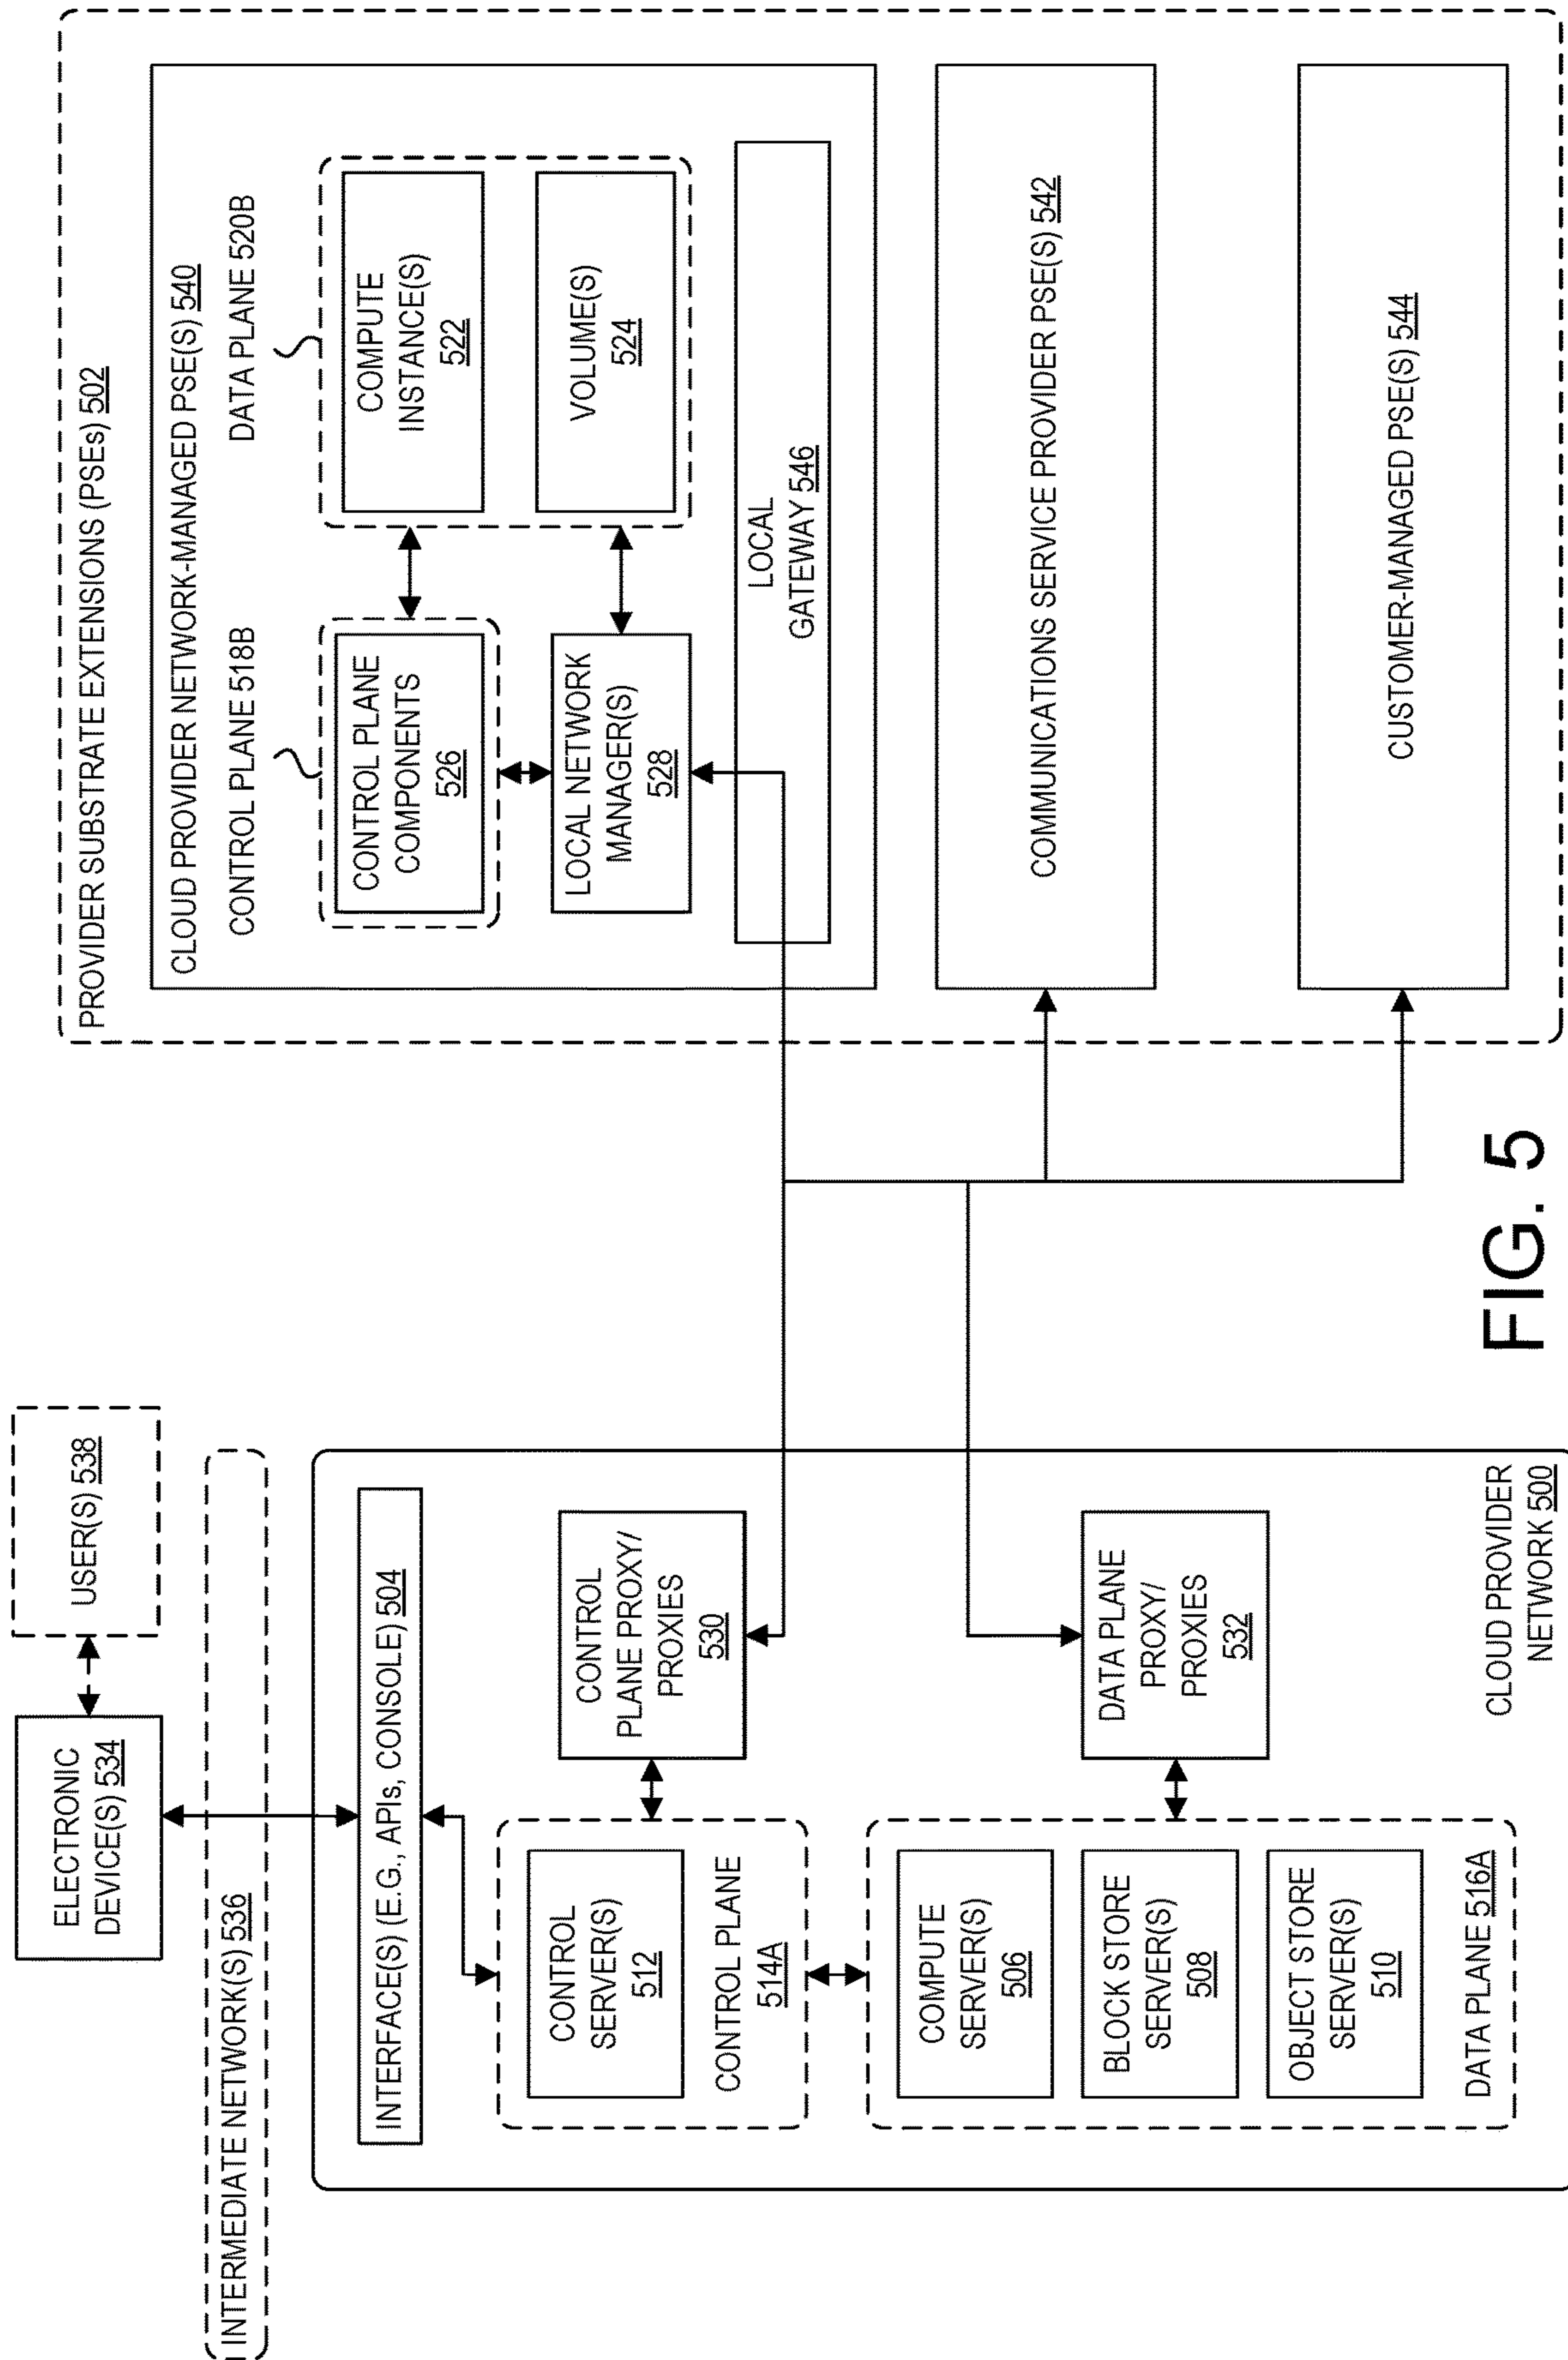 ELECTRONIC
DEVICE(S) 534
USER(S) 538
INTERMEDIATE NETWORK(S) 536
INTERFACE(S) (E.G., APIs, CONSOLE) 504
CONTROL
SERVER(S)
512
CONTROL PLANE
514A
CONTROL
PLANE PROXY/
PROXIES
530
COMPUTE
SERVER(S)
506
BLOCK STORE
SERVER(S)
508
OBJECT STORE
SERVER(S)
510
DATA PLANE 516A
DATA PLANE
PROXY/
PROXIES
532
CLOUD PROVIDER
NETWORK 500
PROVIDER SUBSTRATE EXTENSIONS (PSEs) 502
CLOUD PROVIDER NETWORK-MANAGED PSE(S) 540
CONTROL PLANE 518B
DATA PLANE 520B
CONTROL PLANE
COMPONENTS
526
COMPUTE
INSTANCE(S)
522
LOCAL NETWORK
MANAGER(S)
528
VOLUME(S)
524
LOCAL
GATEWAY 546
COMMUNICATIONS SERVICE PROVIDER PSE(S) 542
CUSTOMER-MANAGED PSE(S) 544
FIG. 5